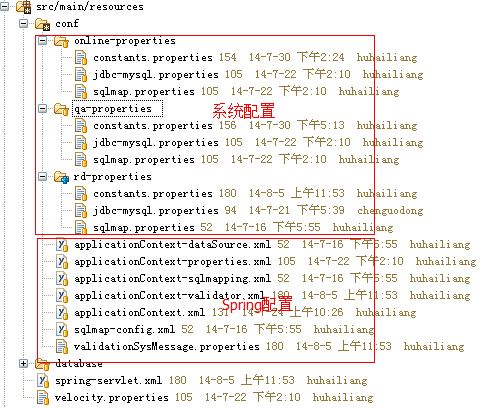 src/main/resources
conf
online-properties
constants.properties 154 14-7-30 下午2:24 huhailiang
jdbc-mysql.properties 105 14-7-22 下午2:10 huhailiang
sqlmap.properties 105 14-7-22 下午2:10 huhailiang
qa-properties
系统配置
constants.properties 156 14-7-30 下午5:13 huhailiang
jdbc-mysql.properties 105 14-7-22 下午2:10 huhailiang
sqlmap.properties 105 14-7-22 下午2:10 huhailiang
rd-properties
constants.properties 180 14-8-5 上午11:53 huhailiang
jdbc-mysql.properties 94 14-7-21 下午5:39 chenguodong
sqlmap.properties 52 14-7-16 下午5:55 huhailiang
applicationContext-dataSource.xml 52 14-7-16 下午5:55 huhailiang
applicationContext-properties.xml 105 14-7-22 下午2:10 huhailiang
applicationContext-sqlmapping.xml 52 14-7-16 下午5:55 huhailiang
applicationContext-validator.xml 180 14-8-5 上午11:53 huhailiang
Spring配置
applicationContext.xml 131 14-7-24 上午10:26 huhailiang
sqlmap-config.xml 52 14-7-16 下午5:55 huhailiang
validationSysMessage.properties 180 14-8-5 上午11:53 huhailiang
database
spring-servlet.xml 180 14-8-5 上午11:53 huhailiang
velocity.properties 105 14-7-22 下午2:10 huhailiang